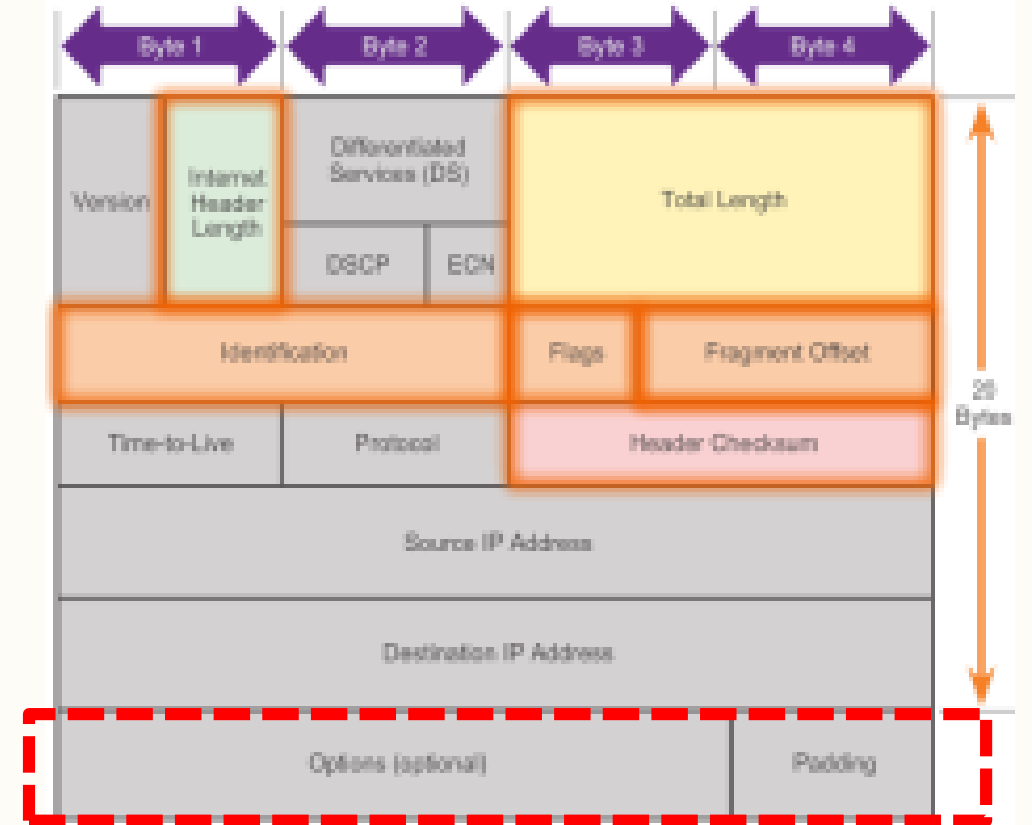 Byte 1 Byte 2 Byte 3 Byte 4
Version
Internet
Header
Length
Differentiated
Services (DS)
DSCP ECN
Total Length
Identification Flags Fragment Offset
20
Bytes
Time-to-Live Protocol Header Checksum
Source IP Address
Destination IP Address
Options (optional) Padding